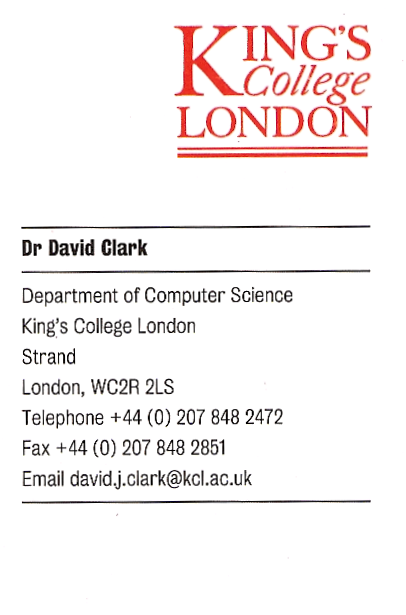 KING'S
College
LONDON
Dr David Clark
Department of Computer Science
King's College London
Strand
London, WC2R 2LS
Telephone +44 (0) 207 848 2472
Fax +44 (0) 207 848 2851
Email david.j.clark@kcl.ac.uk